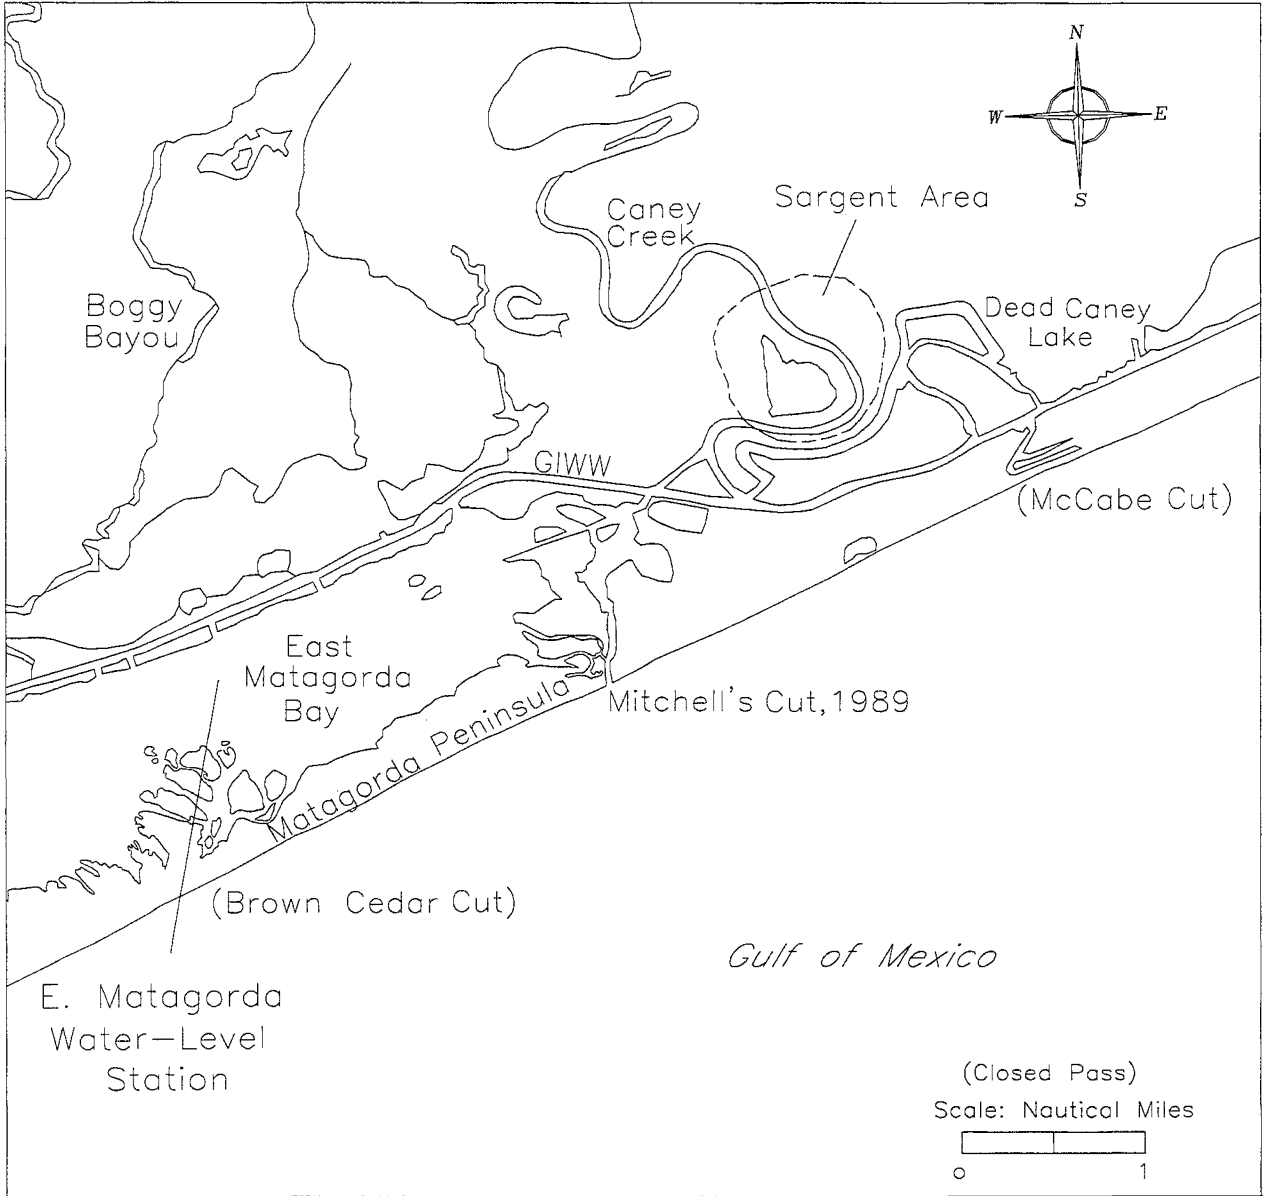 N
W
E
S
Sargent Area
Caney
Creek
Boggy
Bayou
Dead Caney
Lake
GIWW
(McCabe Cut)
East
Matagorda
Bay
Matagorda Peninsula
Mitchell's Cut, 1989
(Brown Cedar Cut)
Gulf of Mexico
E. Matagorda
Water-Level
Station
(Closed Pass)
Scale: Nautical Miles
0
1